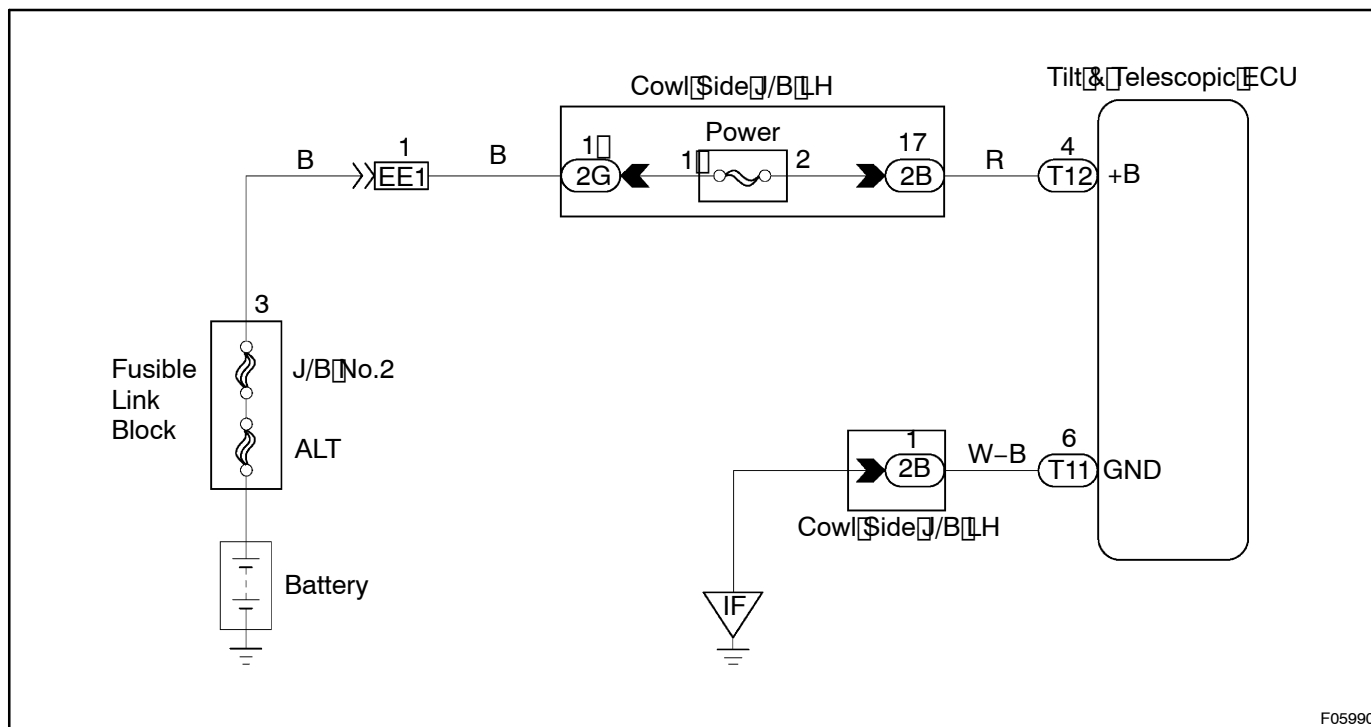 Cowl Side J/B LH
Tilt & Telescopic ECU
Power
B
1
EE1
B
1
2G
1
2
17
2B
R
4
T12
+B
3
Fusible
Link
Block
J/B No.2
ALT
Battery
1
2B
W–B
6
T11
GND
Cowl Side J/B LH
IF
F05990